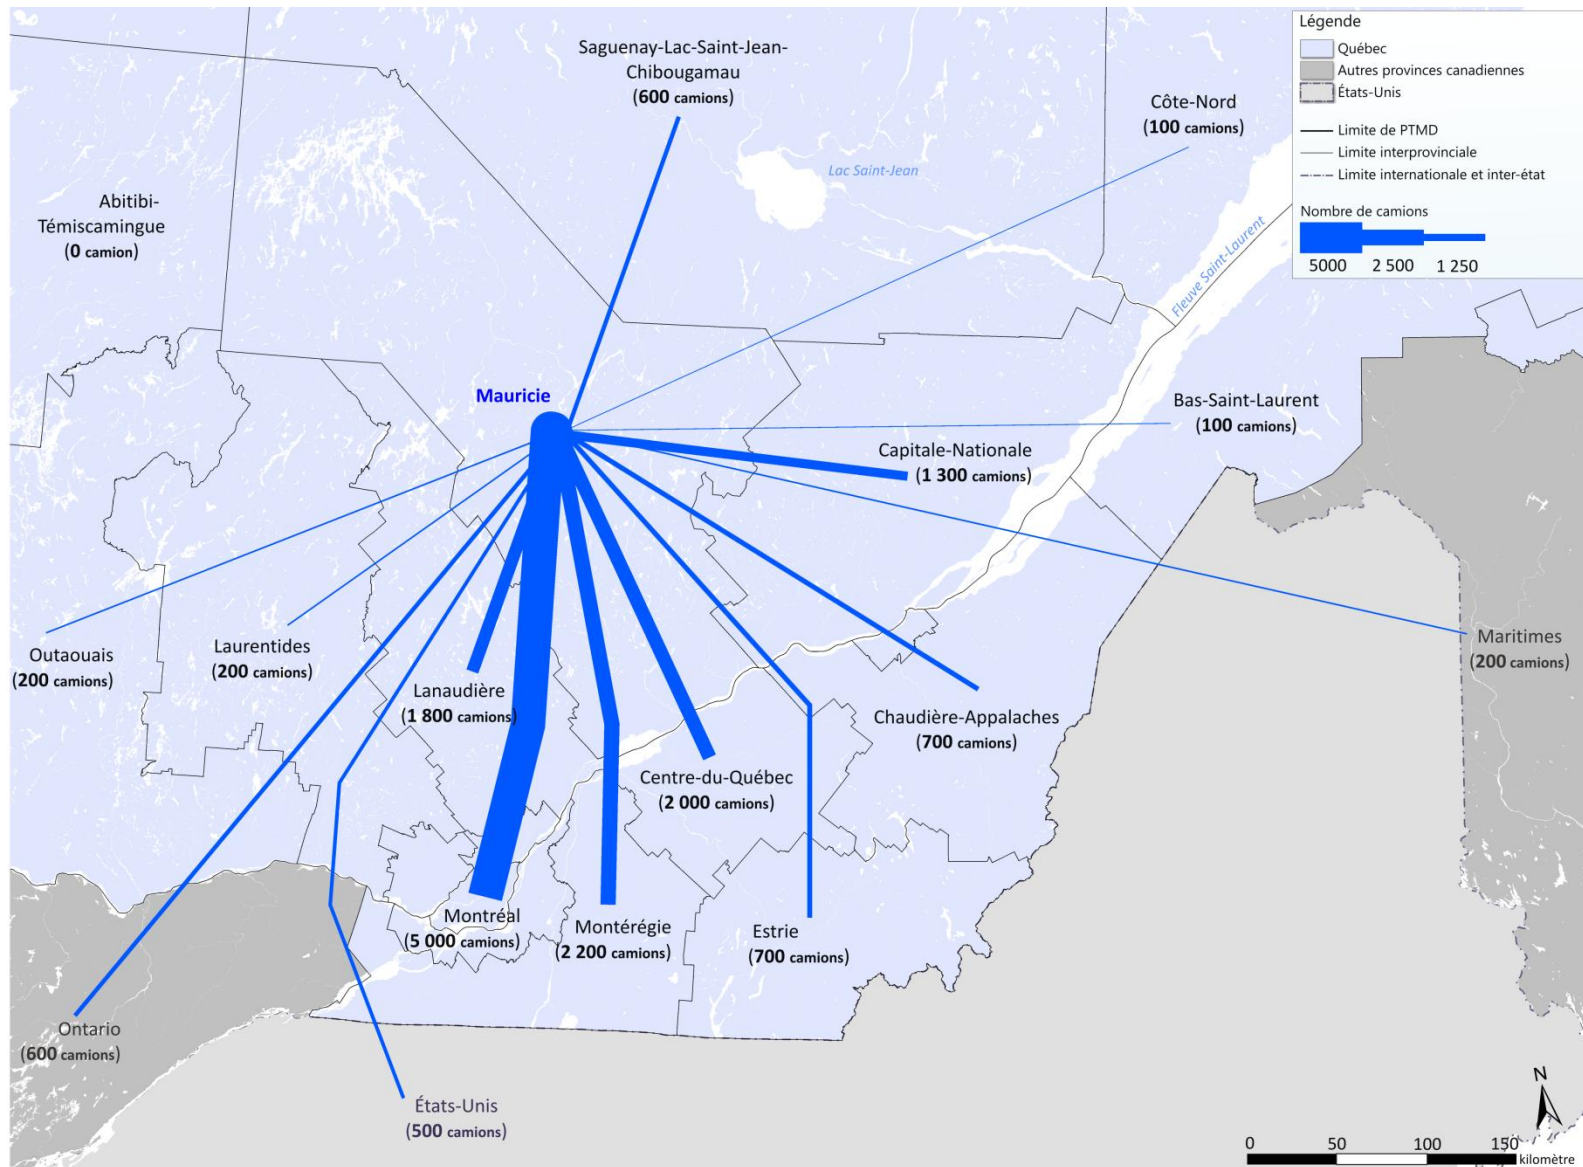 Légende
Québec
Autres provinces canadiennes
États-Unis
Limite de PTMD
Limite interprovinciale
Limite internationale et inter-état
Nombre de camions
5000 2 500 1 250
Saguenay-Lac-Saint-Jean-
Chibougamau
(600 camions)
Côte-Nord
(100 camions)
Lac Saint-Jean
Abitibi-
Témiscamingue
(0 camion)
Fleuve Saint-Laurent
Mauricie
Bas-Saint-Laurent
(100 camions)
Capitale-Nationale
(1 300 camions)
Outaouais
(200 camions)
Laurentides
(200 camions)
Maritimes
(200 camions)
Lanaudière
(1 800 camions)
Chaudière-Appalaches
(700 camions)
Centre-du-Québec
(2 000 camions)
Montréal
(5 000 camions)
Montérégie
(2 200 camions)
Estrie
(700 camions)
Ontario
(600 camions)
États-Unis
(500 camions)
N
0 50 100 150
kilomètre